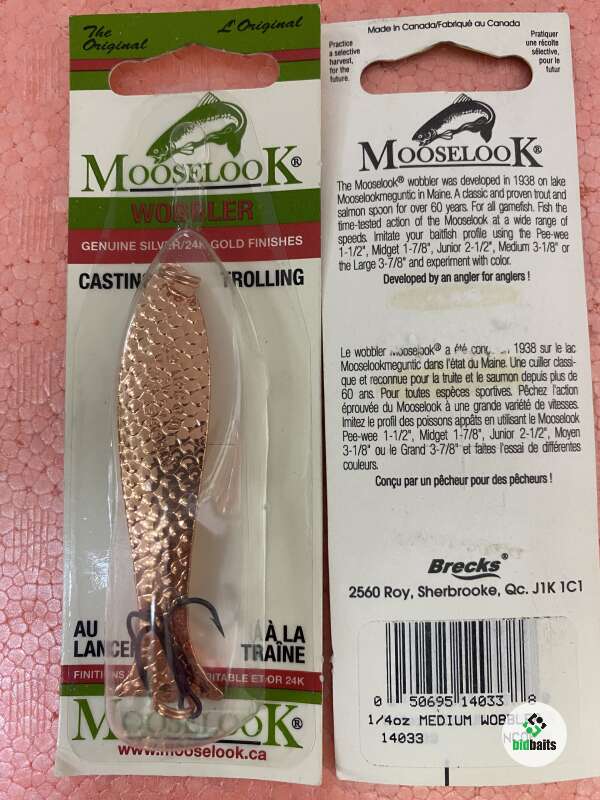 The
Original
L'Original
MOOSELOOK®
WOBBLER
GENUINE SILVER/24K GOLD FINISHES
CASTING
TROLLING
AU
LANCER
À LA
TRAÎNE
FINITIONS
ET OR 24K
MOOSELOOK®
www.mooselook.ca
Made in Canada/Fabriqué au Canada
Practice
a selective
harvest,
for the
future.
Pratiquer
une récolte
sélective,
pour le
futur
MOOSELOOK®
The Mooselook® wobbler was developed in 1938 on lake
Mooselookmeguntic in Maine. A classic and proven trout and
salmon spoon for over 60 years. For all gamefish. Fish the
time-tested action of the Mooselook at a wide range of
speeds. Imitate your baitfish profile using the Pee-wee
1-1/2", Midget 1-7/8", Junior 2-1/2", Medium 3-1/8" or
the Large 3-7/8" and experiment with color.
Developed by an angler for anglers !
Le wobbler Mooselook® a été 1938 sur le lac
Mooselookmeguntic dans l'état du Maine. Une cuiller classi-
que et reconnue pour la truite et le saumon depuis plus de
60 ans. Pour toutes espèces sportives. Pêchez l'action
éprouvée du Mooselook à une grande variété de vitesses.
Imitez le profil des poissons appâts en utilisant le Mooselook
Pee-wee 1-1/2", Midget 1-7/8", Junior 2-1/2", Moyen
3-1/8" ou le Grand 3-7/8" et faites l'essai de différentes
couleurs.
Conçu par un pêcheur pour des pêcheurs !
Brecks®
2560 Roy, Sherbrooke, Qc. J1K 1C1
0 50695 14033 8
1/4oz MEDIUM WOBBLE
14033
bidbaits